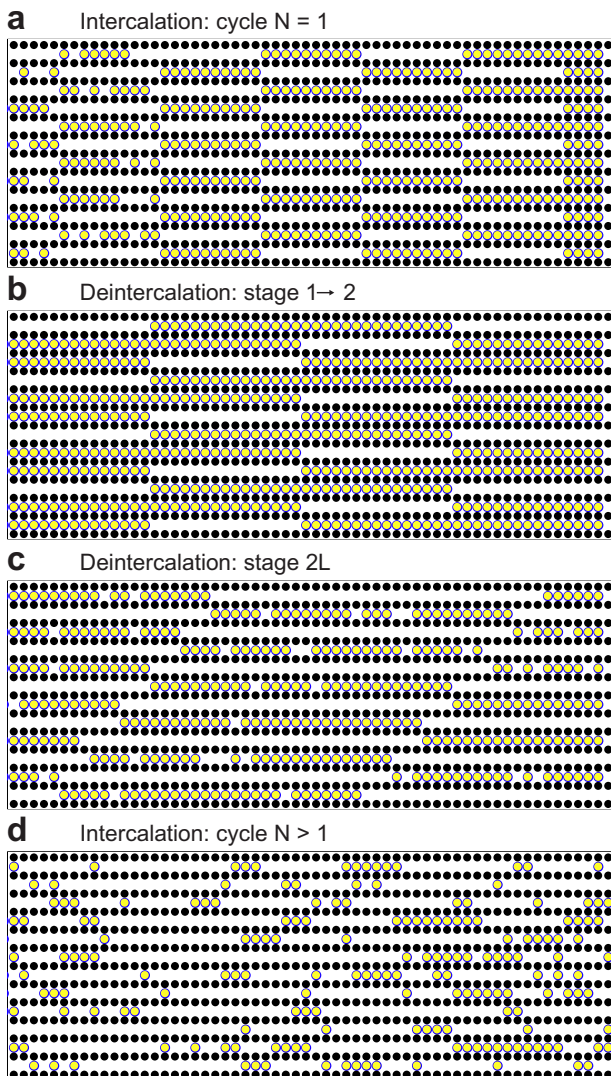 a Intercalation: cycle N = 1
b Deintercalation: stage 1→ 2
c Deintercalation: stage 2L
d Intercalation: cycle N > 1